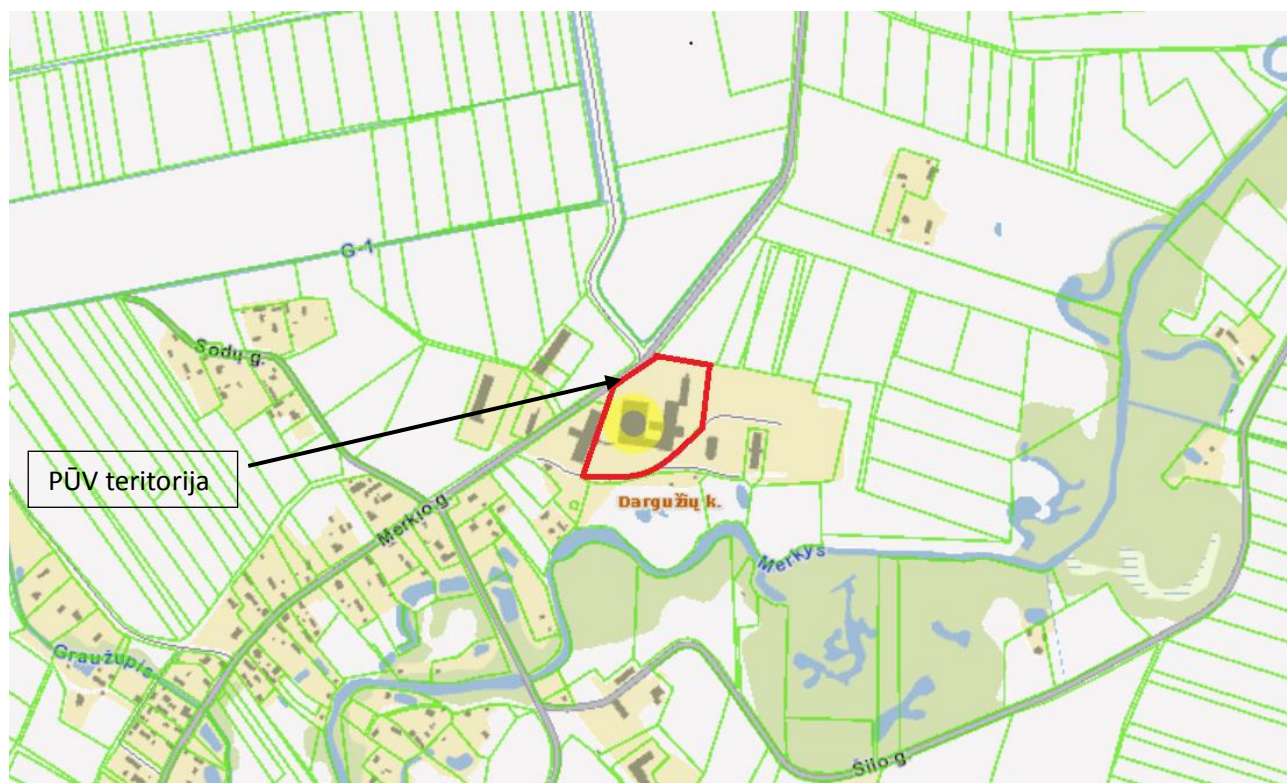 G-1
Sodų g.
PŪV teritorija
Dargužių k.
Merkio g.
Merkys
Graužupis
Šilo g.